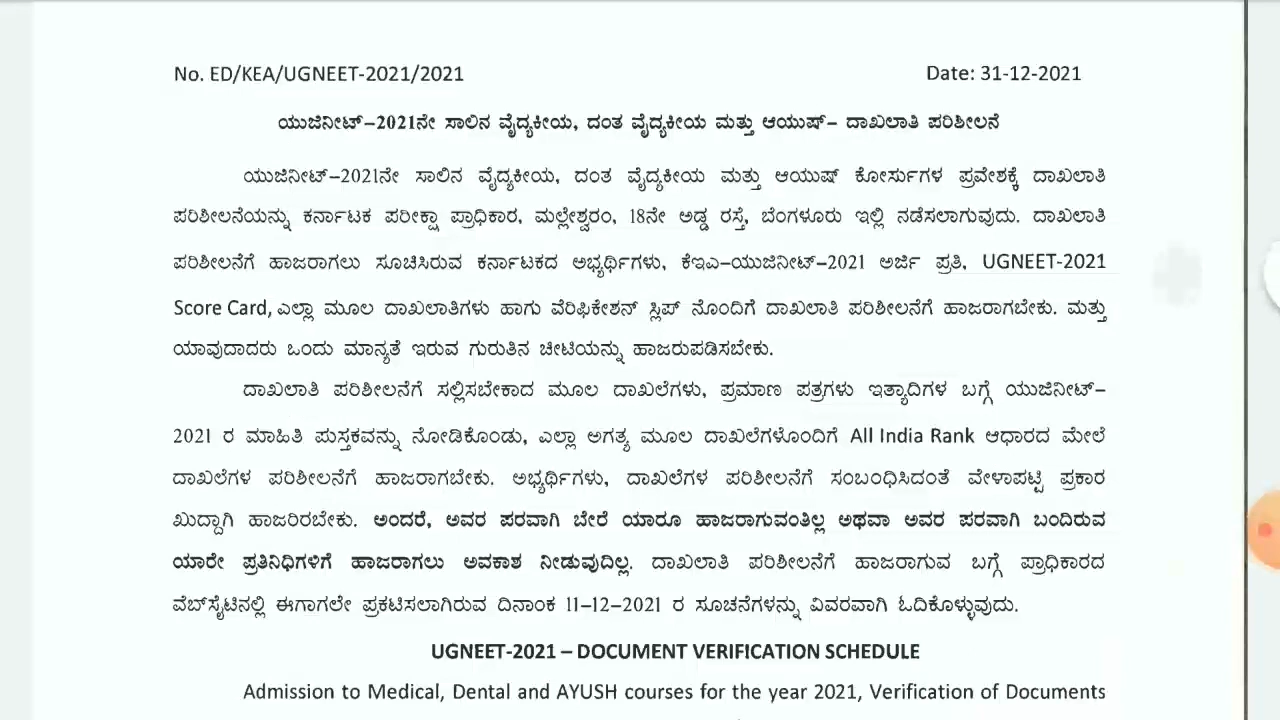 No. ED/KEA/UGNEET-2021/2021 Date: 31-12-2021
ಯುಜಿನೀಟ್–2021ನೇ ಸಾಲಿನ ವೈದ್ಯಕೀಯ, ದಂತ ವೈದ್ಯಕೀಯ ಮತ್ತು ಆಯುಷ್– ದಾಖಲಾತಿ ಪರಿಶೀಲನೆ
ಯುಜಿನೀಟ್–2021ನೇ ಸಾಲಿನ ವೈದ್ಯಕೀಯ, ದಂತ ವೈದ್ಯಕೀಯ ಮತ್ತು ಆಯುಷ್ ಕೋರ್ಸುಗಳ ಪ್ರವೇಶಕ್ಕೆ ದಾಖಲಾತಿ
ಪರಿಶೀಲನೆಯನ್ನು ಕರ್ನಾಟಕ ಪರೀಕ್ಷಾ ಪ್ರಾಧಿಕಾರ, ಮಲ್ಲೇಶ್ವರಂ, 18ನೇ ಅಡ್ಡ ರಸ್ತೆ, ಬೆಂಗಳೂರು ಇಲ್ಲಿ ನಡೆಸಲಾಗುವುದು. ದಾಖಲಾತಿ
ಪರಿಶೀಲನೆಗೆ ಹಾಜರಾಗಲು ಸೂಚಿಸಿರುವ ಕರ್ನಾಟಕದ ಅಭ್ಯರ್ಥಿಗಳು, ಕೆಇಎ–ಯುಜಿನೀಟ್–2021 ಅರ್ಜಿ ಪ್ರತಿ, UGNEET-2021
Score Card, ಎಲ್ಲಾ ಮೂಲ ದಾಖಲಾತಿಗಳು ಹಾಗು ವೆರಿಫಿಕೇಶನ್ ಸ್ಲಿಪ್ ನೊಂದಿಗೆ ದಾಖಲಾತಿ ಪರಿಶೀಲನೆಗೆ ಹಾಜರಾಗಬೇಕು. ಮತ್ತು
ಯಾವುದಾದರು ಒಂದು ಮಾನ್ಯತೆ ಇರುವ ಗುರುತಿನ ಚೀಟಿಯನ್ನು ಹಾಜರುಪಡಿಸಬೇಕು.
ದಾಖಲಾತಿ ಪರಿಶೀಲನೆಗೆ ಸಲ್ಲಿಸಬೇಕಾದ ಮೂಲ ದಾಖಲೆಗಳು, ಪ್ರಮಾಣ ಪತ್ರಗಳು ಇತ್ಯಾದಿಗಳ ಬಗ್ಗೆ ಯುಜಿನೀಟ್–
2021 ರ ಮಾಹಿತಿ ಪುಸ್ತಕವನ್ನು ನೋಡಿಕೊಂಡು, ಎಲ್ಲಾ ಅಗತ್ಯ ಮೂಲ ದಾಖಲೆಗಳೊಂದಿಗೆ All India Rank ಆಧಾರದ ಮೇಲೆ
ದಾಖಲೆಗಳ ಪರಿಶೀಲನೆಗೆ ಹಾಜರಾಗಬೇಕು. ಅಭ್ಯರ್ಥಿಗಳು, ದಾಖಲೆಗಳ ಪರಿಶೀಲನೆಗೆ ಸಂಬಂಧಿಸಿದಂತೆ ವೇಳಾಪಟ್ಟಿ ಪ್ರಕಾರ
ಖುದ್ದಾಗಿ ಹಾಜರಿರಬೇಕು. ಅಂದರೆ, ಅವರ ಪರವಾಗಿ ಬೇರೆ ಯಾರೂ ಹಾಜರಾಗುವಂತಿಲ್ಲ ಅಥವಾ ಅವರ ಪರವಾಗಿ ಬಂದಿರುವ
ಯಾರೇ ಪ್ರತಿನಿಧಿಗಳಿಗೆ ಹಾಜರಾಗಲು ಅವಕಾಶ ನೀಡುವುದಿಲ್ಲ. ದಾಖಲಾತಿ ಪರಿಶೀಲನೆಗೆ ಹಾಜರಾಗುವ ಬಗ್ಗೆ ಪ್ರಾಧಿಕಾರದ
ವೆಬ್‌ಸೈಟಿನಲ್ಲಿ ಈಗಾಗಲೇ ಪ್ರಕಟಿಸಲಾಗಿರುವ ದಿನಾಂಕ 11–12–2021 ರ ಸೂಚನೆಗಳನ್ನು ವಿವರವಾಗಿ ಓದಿಕೊಳ್ಳುವುದು.
UGNEET-2021 – DOCUMENT VERIFICATION SCHEDULE
Admission to Medical, Dental and AYUSH courses for the year 2021, Verification of Documents